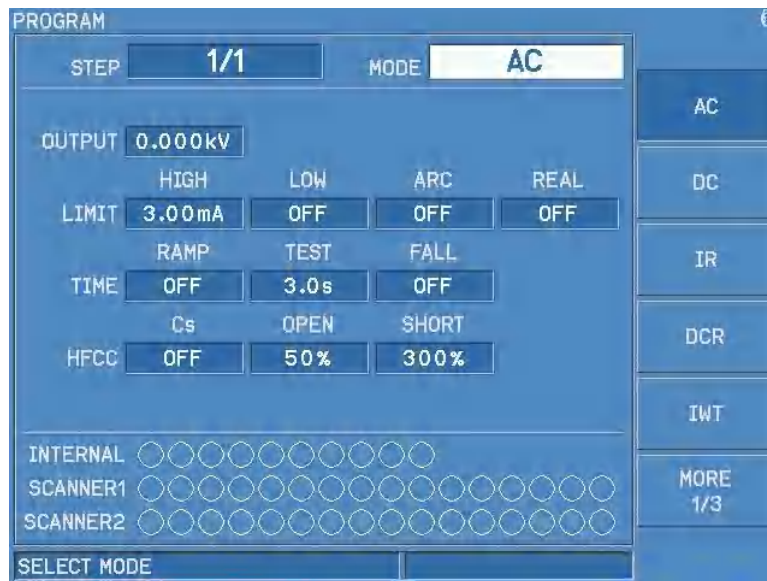 PROGRAM
STEP 1/1 MODE AC
OUTPUT 0.000kV
HIGH LOW ARC REAL
LIMIT 3.00mA OFF OFF OFF
RAMP TEST FALL
TIME OFF 3.0s OFF
Cs OPEN SHORT
HFCC OFF 50% 300%
INTERNAL
SCANNER1
SCANNER2
SELECT MODE
AC
DC
IR
DCR
IWT
MORE
1/3